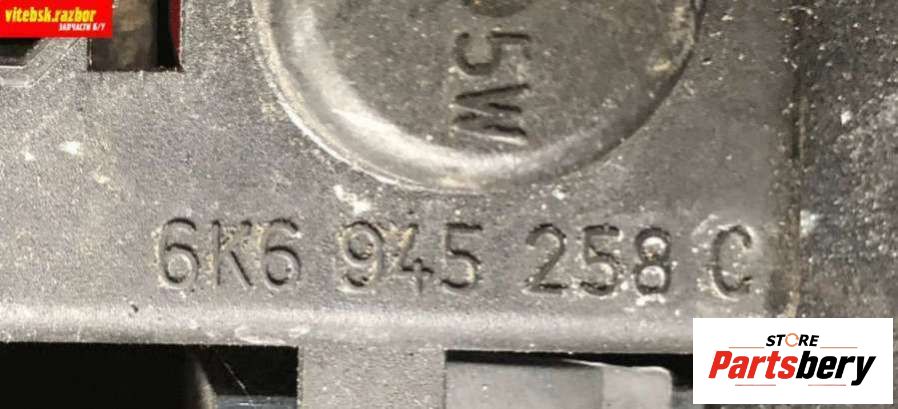 vitebsk.razbor
ЗАПЧАСТИ Б/У
5W
6K6 945 258 C
STORE
Partsbery